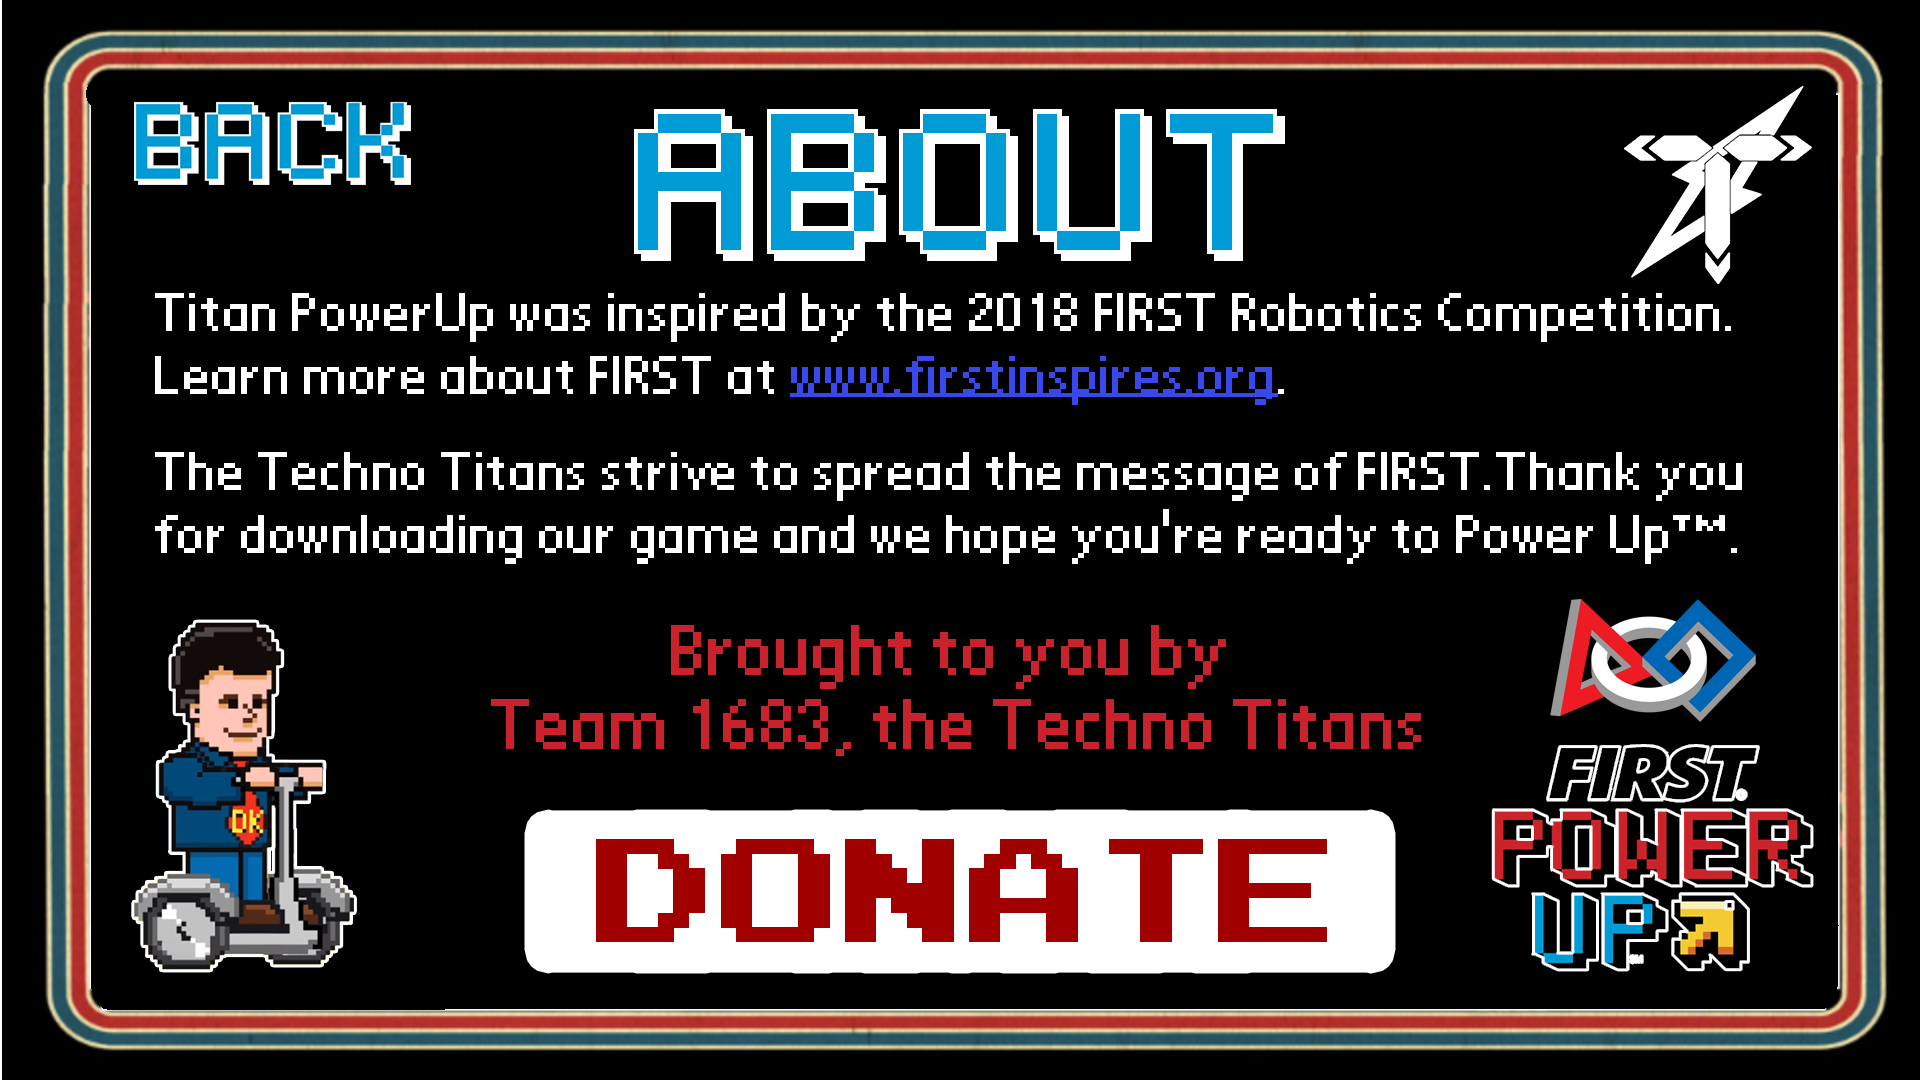 BACK
ABOUT
Titan PowerUp was inspired by the 2018 FIRST Robotics Competition.
Learn more about FIRST at www.firstinspires.org.
The Techno Titans strive to spread the message of FIRST.Thank you
for downloading our game and we hope you're ready to Power Up™.
Brought to you by
Team 1683, the Techno Titans
OK
DONATE
FIRST®
POWER
UP℠